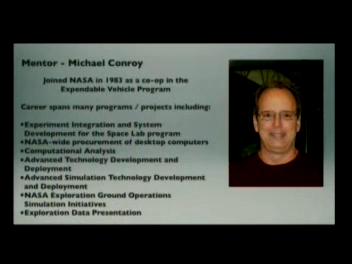 Mentor - Michael Conroy
Joined NASA in 1983 as a co-op in the
Expendable Vehicle Program
Career spans many programs / projects including:
•Experiment Integration and System
Development for the Space Lab program
•NASA-wide procurement of desktop computers
•Computational Analysis
•Advanced Technology Development and
Deployment
•Advanced Simulation Technology Development
and Deployment
•NASA Exploration Ground Operations
Simulation Initiatives
•Exploration Data Presentation